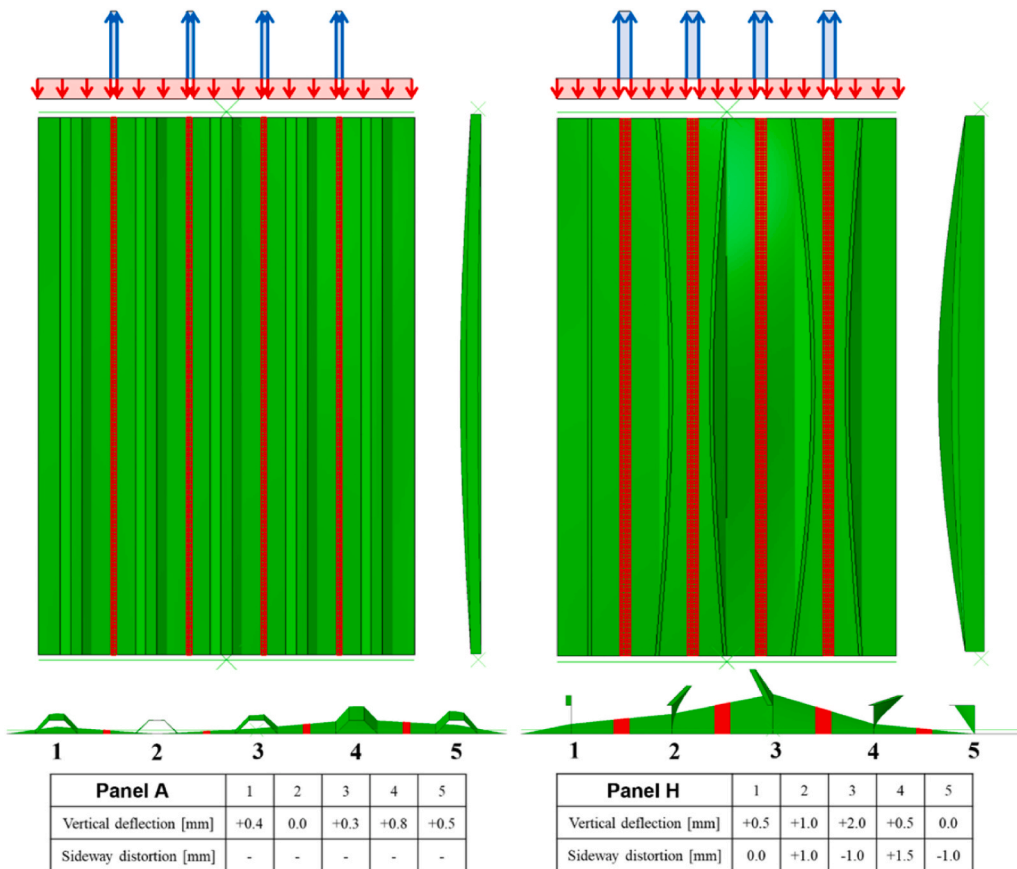 1 2 3 4 5
1 2 3 4 5
Panel A 1 2 3 4 5
Vertical deflection [mm] +0.4 0.0 +0.3 +0.8 +0.5
Sideway distortion [mm] - - - - -
Panel H 1 2 3 4 5
Vertical deflection [mm] +0.5 +1.0 +2.0 +0.5 0.0
Sideway distortion [mm] 0.0 +1.0 -1.0 +1.5 -1.0